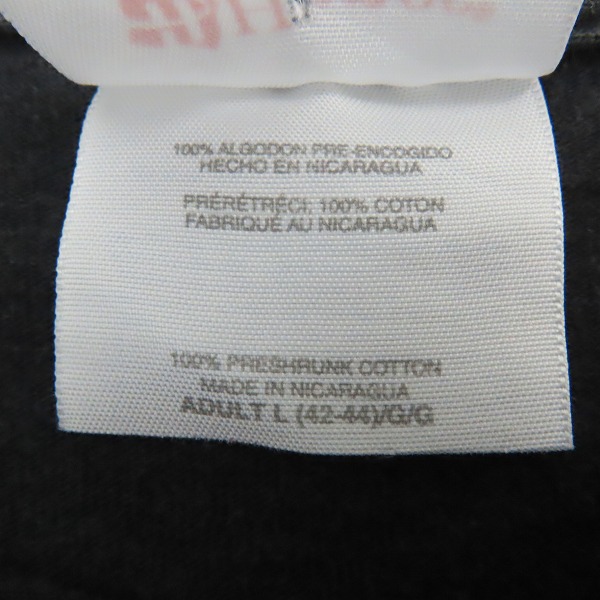 100% ALGODON PRE-ENCOGIDO
HECHO EN NICARAGUA
PRÉRÉTRÉCI; 100% COTON
FABRIQUÉ AU NICARAGUA
100% PRESHRUNK COTTON
MADE IN NICARAGUA
ADULT L (42-44)/G/G